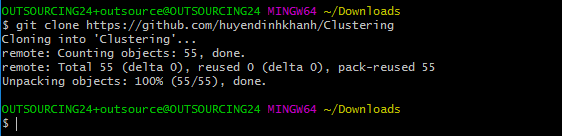 OUTSOURCING24+outsource@OUTSOURCING24 MINGW64 ~/Downloads
$ git clone https://github.com/huyendinhkhanh/Clustering
Cloning into 'Clustering'...
remote: Counting objects: 55, done.
remote: Total 55 (delta 0), reused 0 (delta 0), pack-reused 55
Unpacking objects: 100% (55/55), done.
OUTSOURCING24+outsource@OUTSOURCING24 MINGW64 ~/Downloads
$